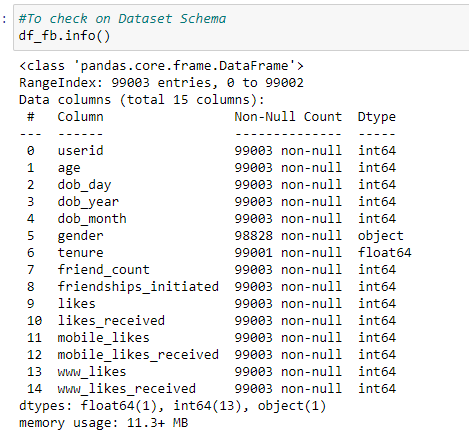 :
#To check on Dataset Schema
df_fb.info()
<class 'pandas.core.frame.DataFrame'>
RangeIndex: 99003 entries, 0 to 99002
Data columns (total 15 columns):
 #   Column                 Non-Null Count  Dtype
---  ------                 --------------  -----
 0   userid                 99003 non-null  int64
 1   age                    99003 non-null  int64
 2   dob_day                99003 non-null  int64
 3   dob_year               99003 non-null  int64
 4   dob_month              99003 non-null  int64
 5   gender                 98828 non-null  object
 6   tenure                 99001 non-null  float64
 7   friend_count           99003 non-null  int64
 8   friendships_initiated  99003 non-null  int64
 9   likes                  99003 non-null  int64
 10  likes_received         99003 non-null  int64
 11  mobile_likes           99003 non-null  int64
 12  mobile_likes_received  99003 non-null  int64
 13  www_likes              99003 non-null  int64
 14  www_likes_received     99003 non-null  int64
dtypes: float64(1), int64(13), object(1)
memory usage: 11.3+ MB